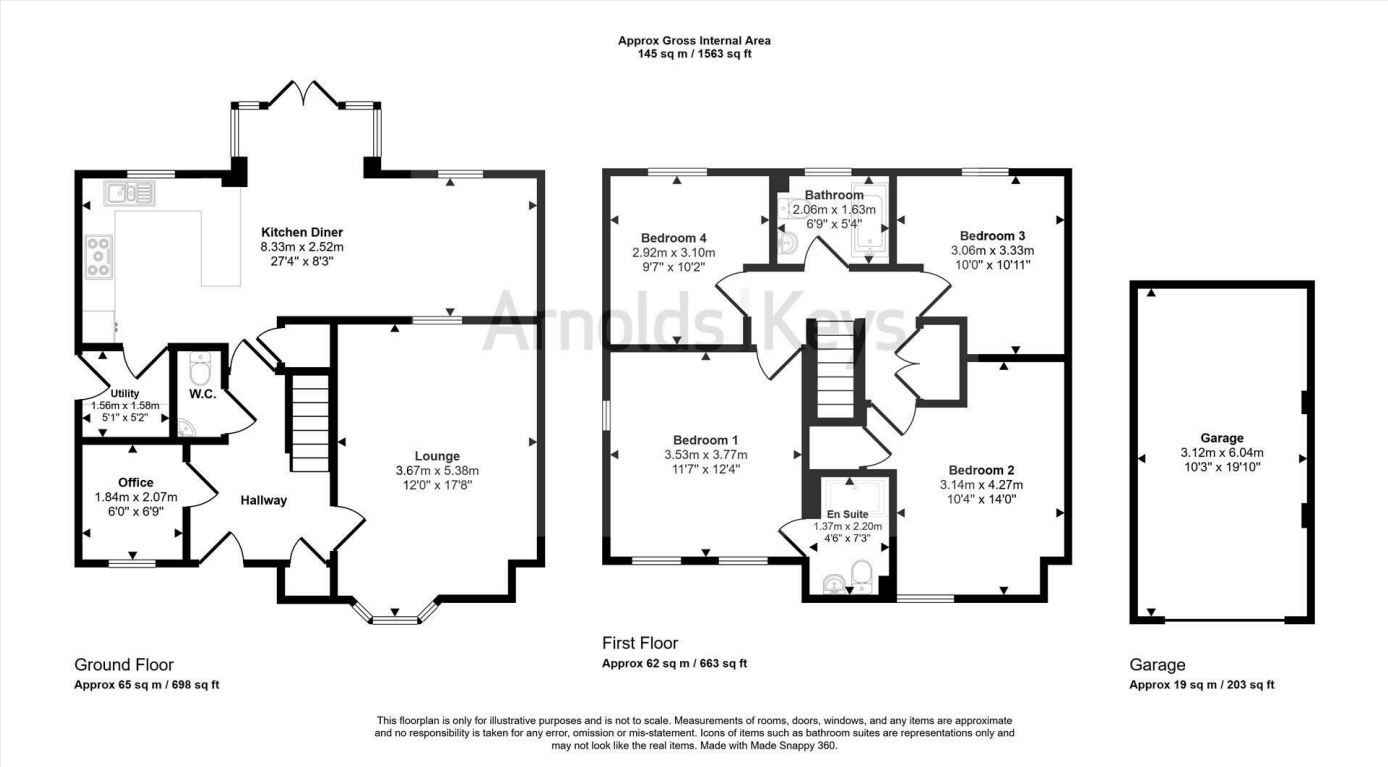 Approx Gross Internal Area
145 sq m / 1563 sq ft
Kitchen Diner
8.33m x 2.52m
27'4" x 8'3"
Utility
1.56m x 1.58m
5'1" x 5'2"
W.C.
Office
1.84m x 2.07m
6'0" x 6'9"
Hallway
Lounge
3.67m x 5.38m
12'0" x 17'8"
Ground Floor
Approx 65 sq m / 698 sq ft
Bedroom 4
2.92m x 3.10m
9'7" x 10'2"
Bathroom
2.06m x 1.63m
6'9" x 5'4"
Bedroom 3
3.06m x 3.33m
10'0" x 10'11"
Arnolds | Keys
Bedroom 1
3.53m x 3.77m
11'7" x 12'4"
En Suite
1.37m x 2.20m
4'6" x 7'3"
Bedroom 2
3.14m x 4.27m
10'4" x 14'0"
First Floor
Approx 62 sq m / 663 sq ft
Garage
3.12m x 6.04m
10'3" x 19'10"
Garage
Approx 19 sq m / 203 sq ft
This floorplan is only for illustrative purposes and is not to scale. Measurements of rooms, doors, windows, and any items are approximate
and no responsibility is taken for any error, omission or mis-statement. Icons of items such as bathroom suites are representations only and
may not look like the real items. Made with Made Snappy 360.